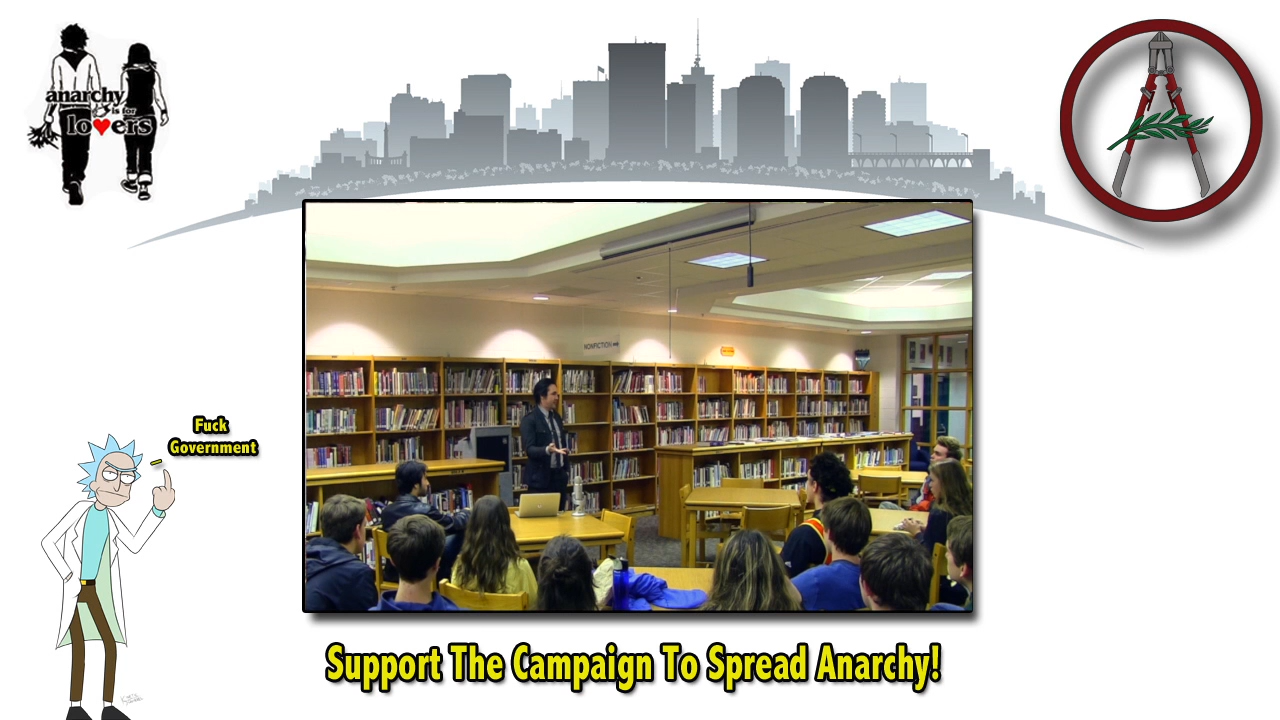 anarchy
is for
lovers
NONFICTION
Fuck
Government
Support The Campaign To Spread Anarchy!